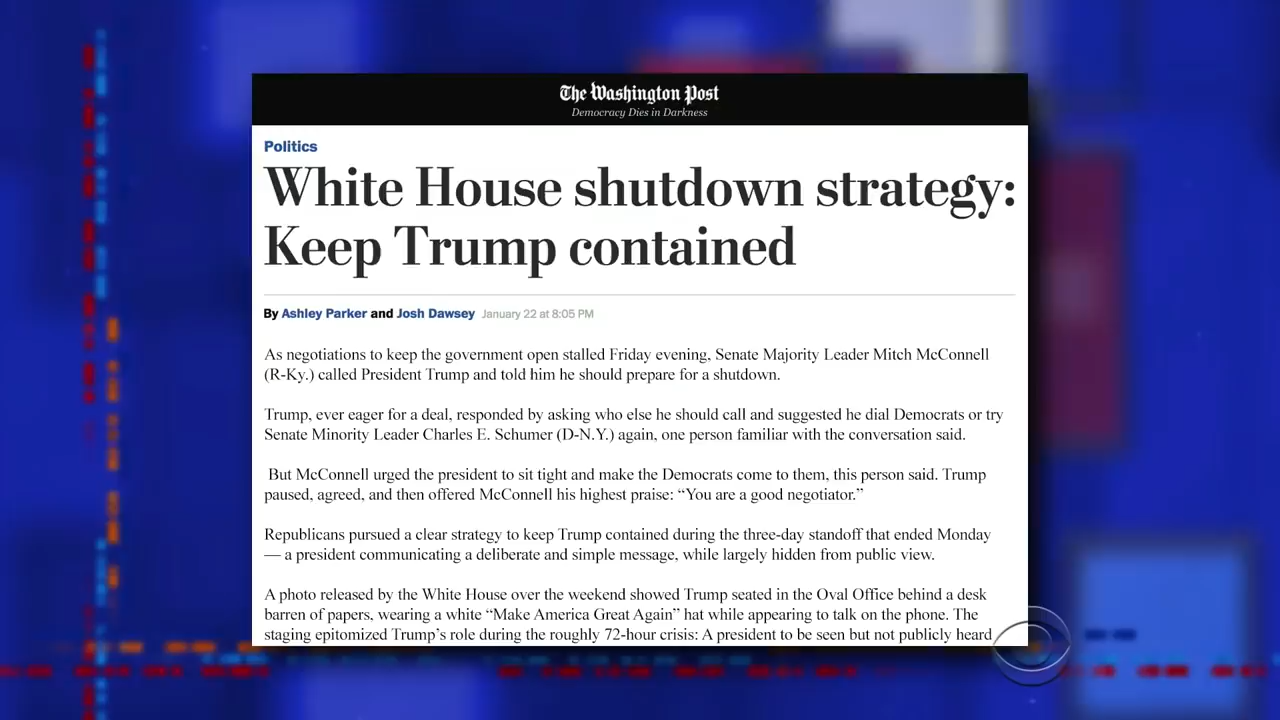 The Washington Post
Democracy Dies in Darkness
Politics
White House shutdown strategy:
Keep Trump contained
By Ashley Parker and Josh Dawsey January 22 at 8:05 PM
As negotiations to keep the government open stalled Friday evening, Senate Majority Leader Mitch McConnell
(R-Ky.) called President Trump and told him he should prepare for a shutdown.
Trump, ever eager for a deal, responded by asking who else he should call and suggested he dial Democrats or try
Senate Minority Leader Charles E. Schumer (D-N.Y.) again, one person familiar with the conversation said.
But McConnell urged the president to sit tight and make the Democrats come to them, this person said. Trump
paused, agreed, and then offered McConnell his highest praise: “You are a good negotiator.”
Republicans pursued a clear strategy to keep Trump contained during the three-day standoff that ended Monday
— a president communicating a deliberate and simple message, while largely hidden from public view.
A photo released by the White House over the weekend showed Trump seated in the Oval Office behind a desk
barren of papers, wearing a white “Make America Great Again” hat while appearing to talk on the phone. The
staging epitomized Trump’s role during the roughly 72-hour crisis: A president to be seen but not publicly heard